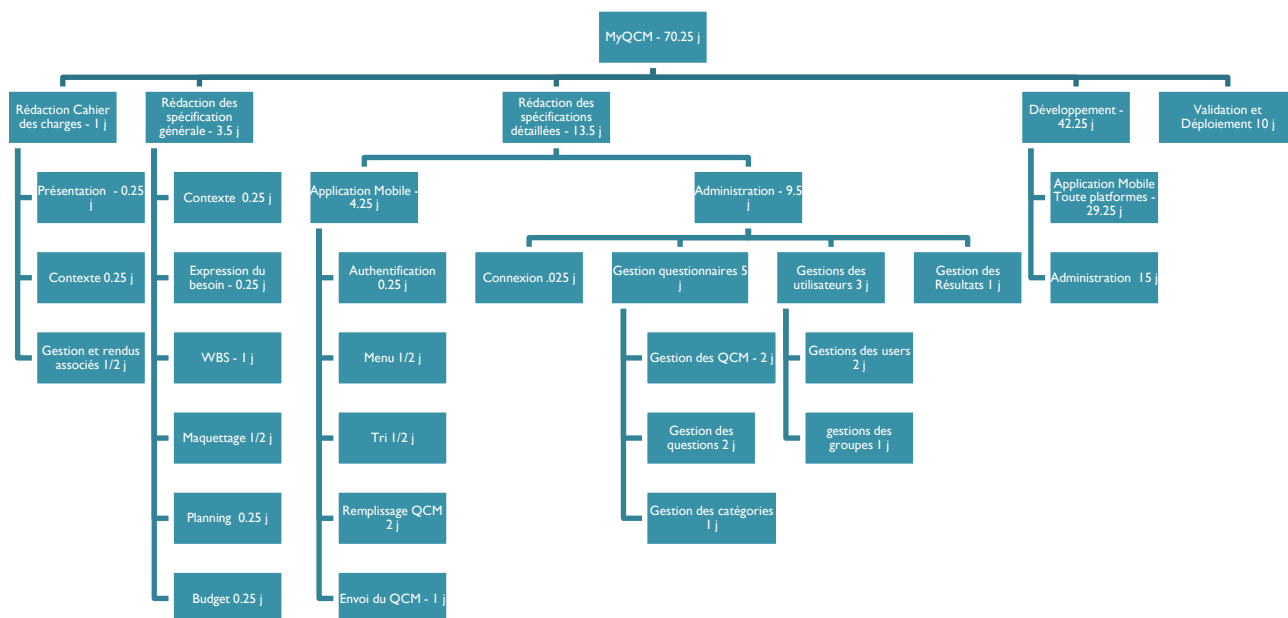 MyQCM - 70.25 j
Rédaction Cahier
des charges - 1 j
Rédaction des
spécification
générale - 3.5 j
Rédaction des
spécifications
détaillées - 13.5 j
Développement -
42.25 j
Validation et
Déploiement 10 j
Présentation - 0.25
j
Contexte 0.25 j
Gestion et rendus
associés 1/2 j
Contexte 0.25 j
Expression du
besoin - 0.25 j
WBS - 1 j
Maquettage 1/2 j
Planning 0.25 j
Budget 0.25 j
Application Mobile -
4.25 j
Authentification
0.25 j
Menu 1/2 j
Tri 1/2 j
Remplissage QCM
2 j
Envoi du QCM - 1 j
Administration - 9.5
j
Connexion .025 j
Gestion questionnaires 5
j
Gestion des QCM - 2 j
Gestion des
questions 2 j
Gestion des catégories
1 j
Gestions des
utilisateurs 3 j
Gestions des users
2 j
gestions des
groupes 1 j
Gestion des
Résultats 1 j
Application Mobile
Toute platformes -
29.25 j
Administration 15 j